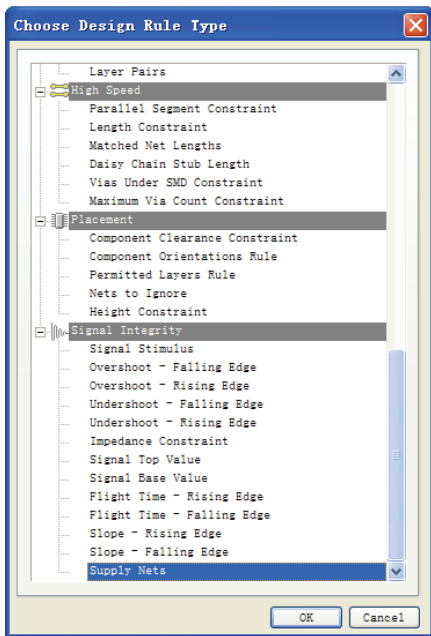 Choose Design Rule Type
Layer Pairs
High Speed
Parallel Segment Constraint
Length Constraint
Matched Net Lengths
Daisy Chain Stub Length
Vias Under SMD Constraint
Maximum Via Count Constraint
Placement
Component Clearance Constraint
Component Orientations Rule
Permitted Layers Rule
Nets to Ignore
Height Constraint
Signal Integrity
Signal Stimulus
Overshoot - Falling Edge
Overshoot - Rising Edge
Undershoot - Falling Edge
Undershoot - Rising Edge
Impedance Constraint
Signal Top Value
Signal Base Value
Flight Time - Rising Edge
Flight Time - Falling Edge
Slope - Rising Edge
Slope - Falling Edge
Supply Nets
OK Cancel